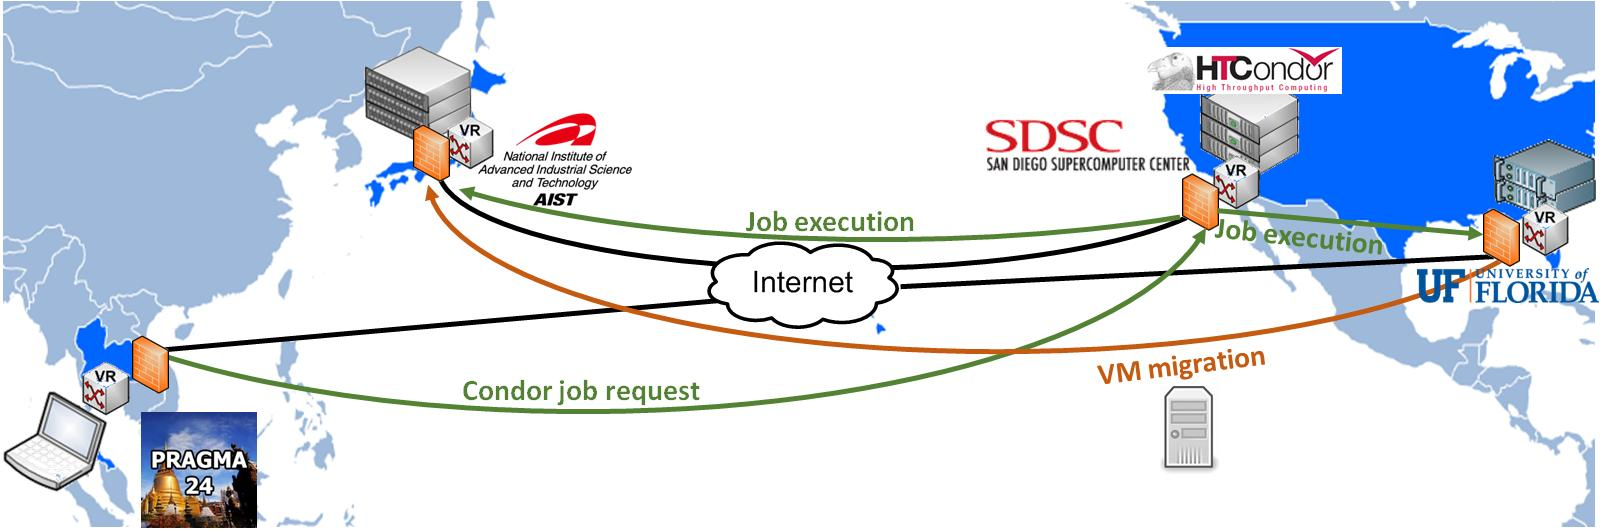 HTCondor
High Throughput Computing
VR
National Institute of
Advanced Industrial Science
and Technology
AIST
SDSC
SAN DIEGO SUPERCOMPUTER CENTER
VR
VR
Job execution
Job execution
Internet
UF UNIVERSITY of
FLORIDA
VM migration
Condor job request
VR
PRAGMA
24